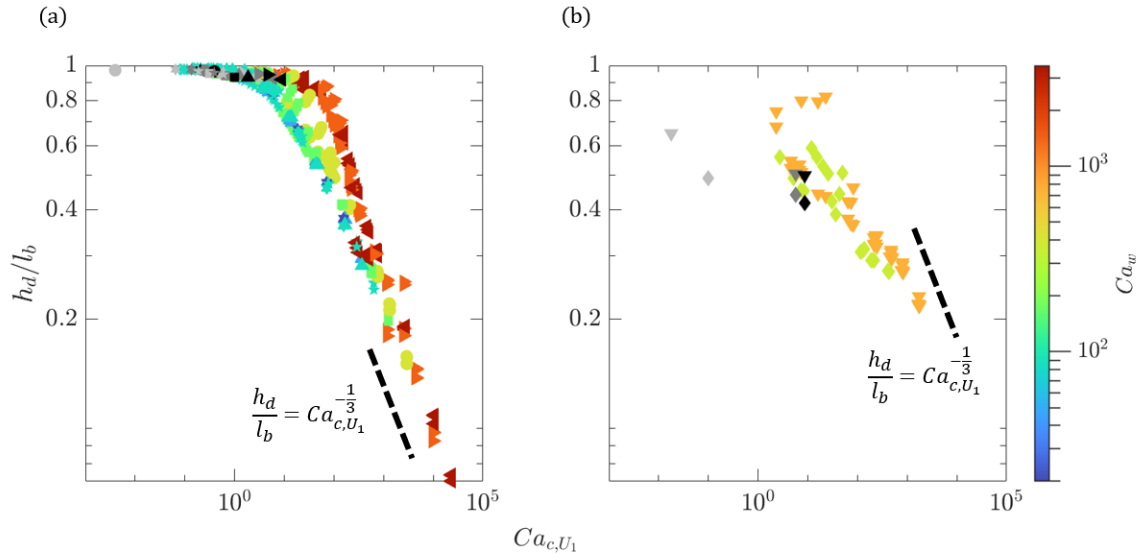 (a)
(b)
1
0.8
0.6
0.4
0.2
h_d/l_b
h_d/l_b = Ca_{c,U_1}^{-1/3}
10^0
10^5
1
0.8
0.6
0.4
0.2
h_d/l_b = Ca_{c,U_1}^{-1/3}
10^0
10^5
Ca_{c,U_1}
10^3
10^2
Ca_w